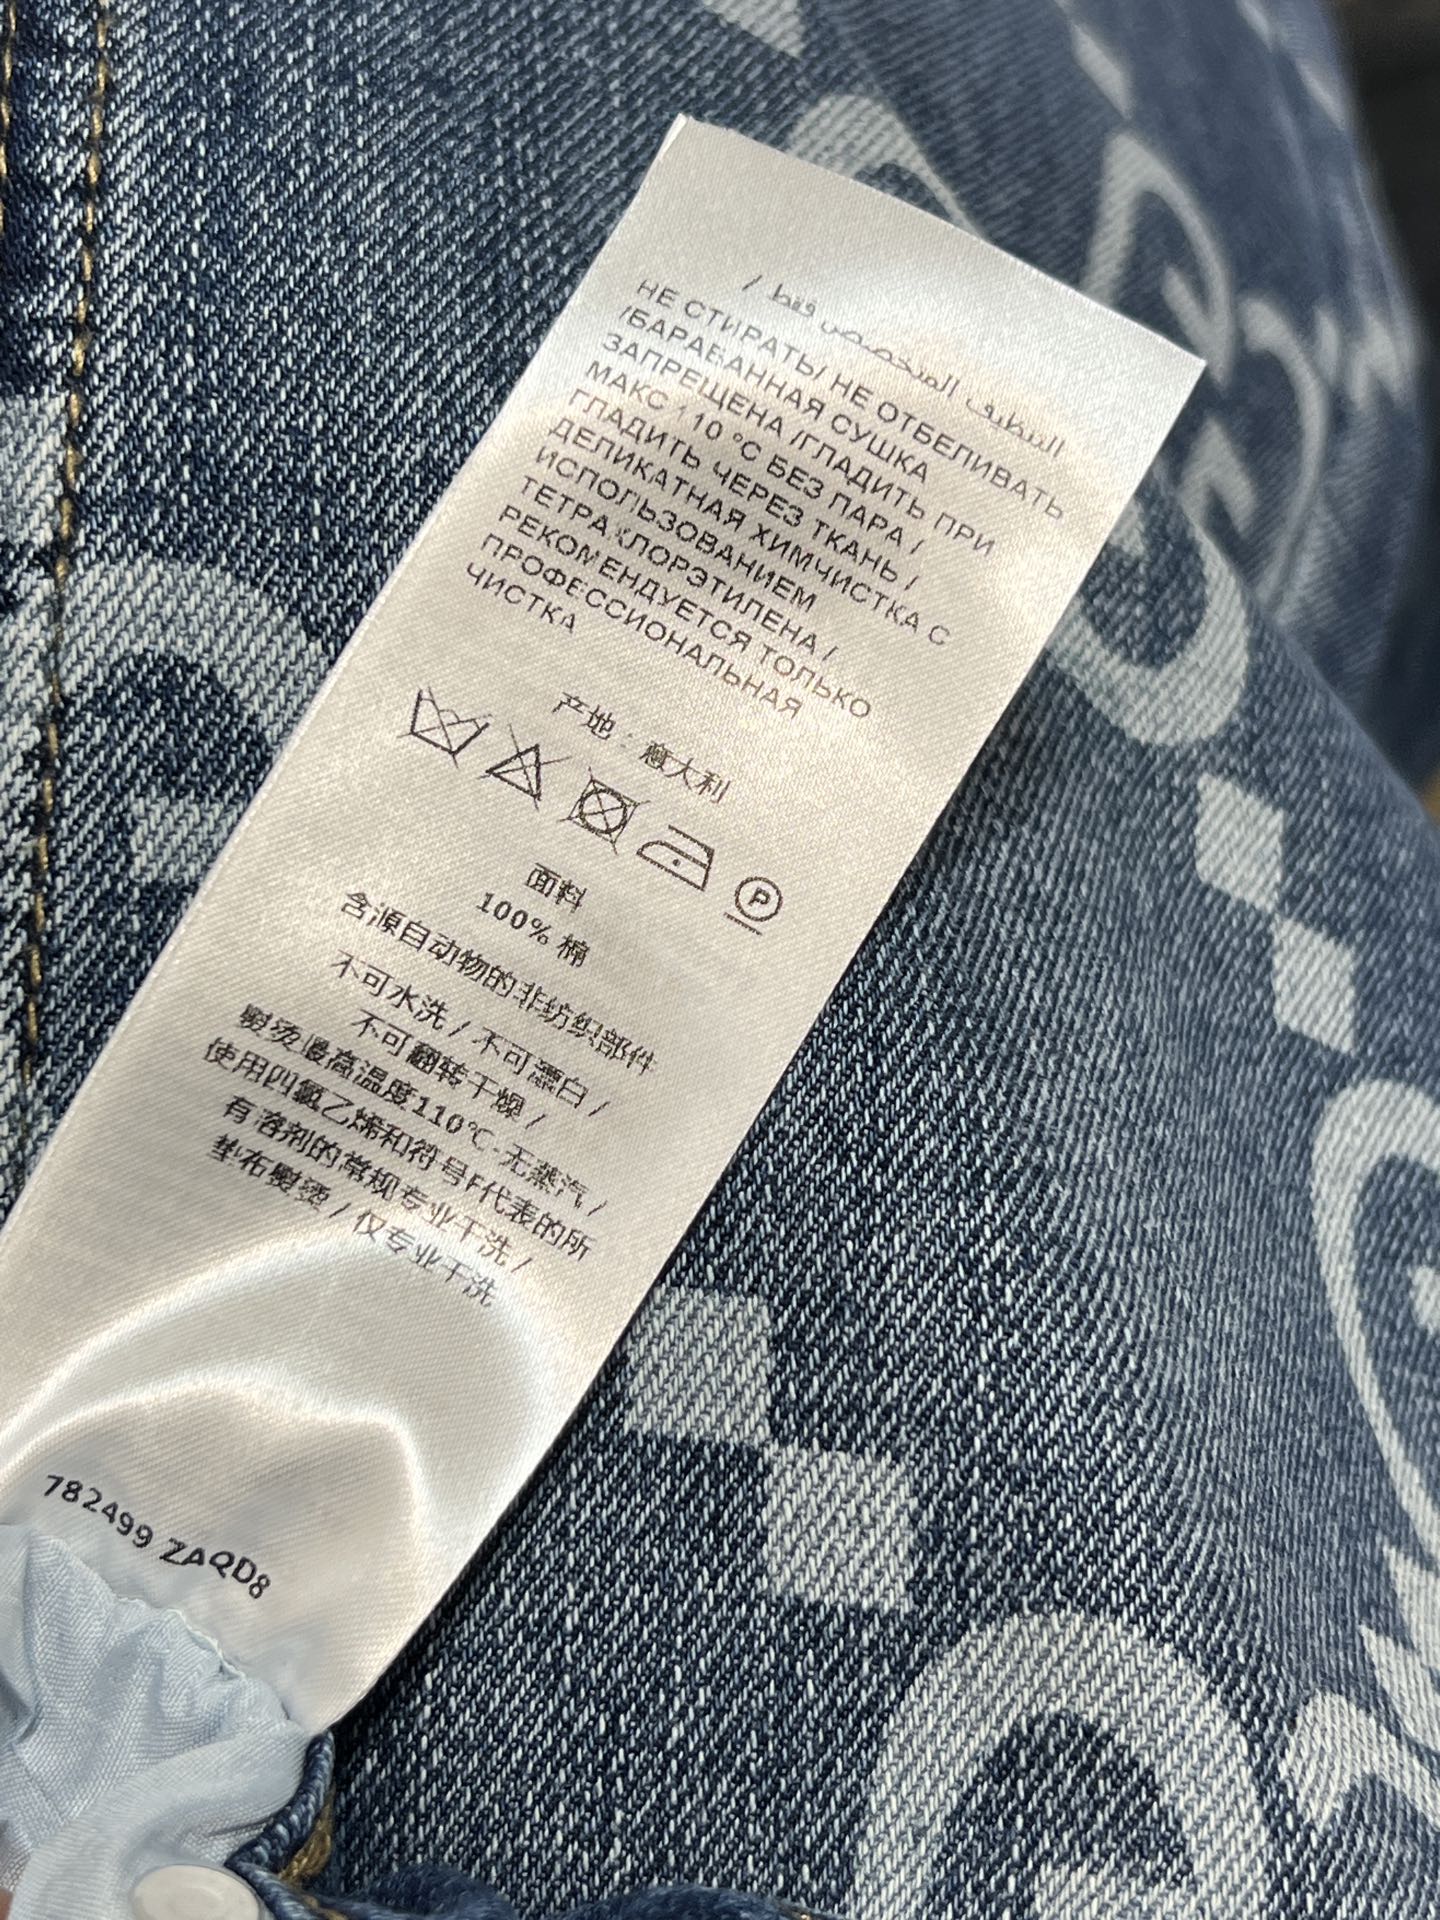 التنظيف المتخصص فقط /
НЕ СТИРАТЬ/ НЕ ОТБЕЛИВАТЬ
/БАРАБАННАЯ СУШКА
ЗАПРЕЩЕНА /ГЛАДИТЬ ПРИ
МАКС 110 °C БЕЗ ПАРА /
ГЛАДИТЬ ЧЕРЕЗ ТКАНЬ /
ДЕЛИКАТНАЯ ХИМЧИСТКА С
ИСПОЛЬЗОВАНИЕМ
ТЕТРАХЛОРЭТИЛЕНА /
РЕКОМЕНДУЕТСЯ ТОЛЬКО
ПРОФЕССИОНАЛЬНАЯ
ЧИСТКА
产地：意大利
P
面料
100% 棉
含源自动物的非纺织部件
不可水洗 / 不可漂白 /
不可翻转干燥 /
熨烫最高温度110℃-无蒸汽 /
使用四氯乙烯和符号F代表的所
有溶剂的常规专业干洗 /
垫布熨烫 / 仅专业干洗
782499 ZAQD8